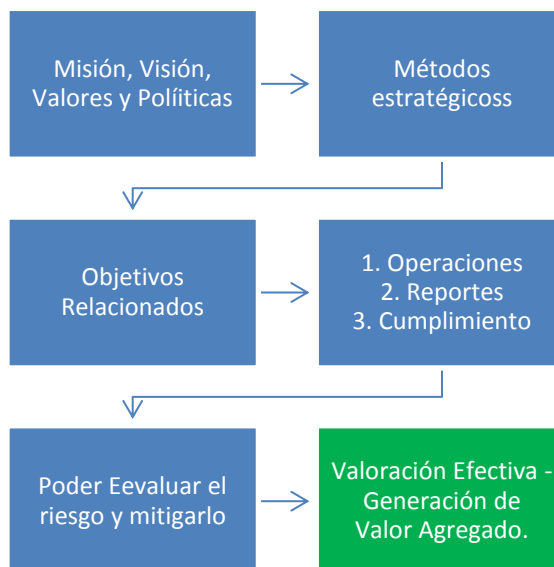 Misión, Visión,
Valores y Políiticas
Métodos
estratégicoss
Objetivos
Relacionados
1. Operaciones
2. Reportes
3. Cumplimiento
Poder Eevaluar el
riesgo y mitigarlo
Valoración Efectiva -
Generación de
Valor Agregado.